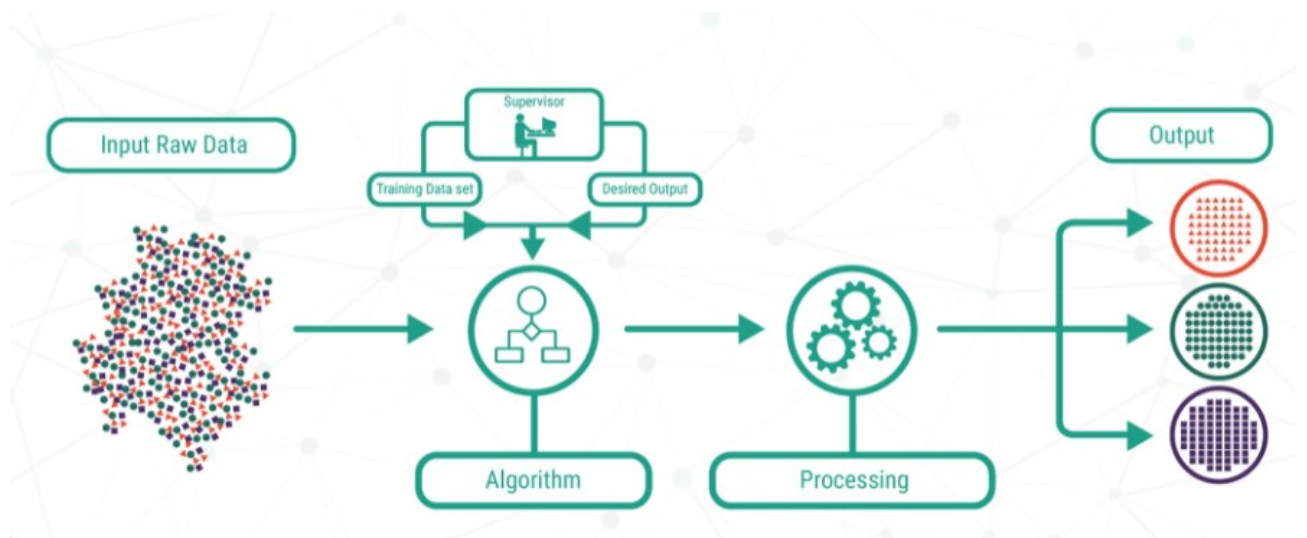 Supervisor
Input Raw Data
Output
Training Data set
Desired Output
Algorithm
Processing